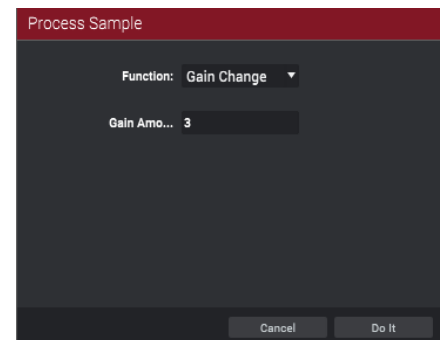 Process Sample
Function: Gain Change
Gain Amo... 3
Cancel Do It